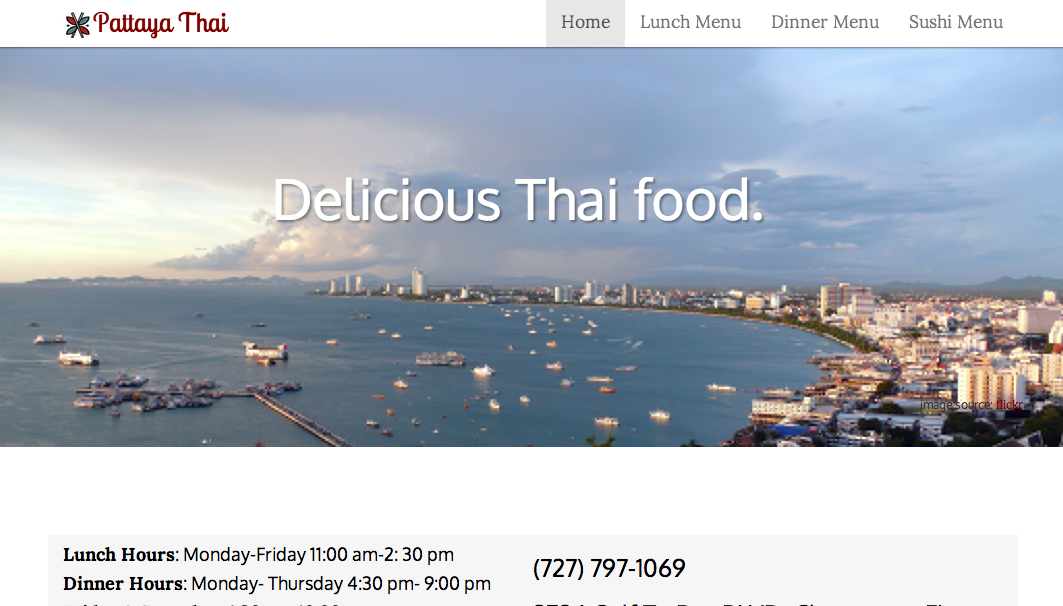 Pattaya Thai
Home Lunch Menu Dinner Menu Sushi Menu
Delicious Thai food.
image source: flickr
Lunch Hours: Monday-Friday 11:00 am-2: 30 pm
Dinner Hours: Monday- Thursday 4:30 pm- 9:00 pm
(727) 797-1069